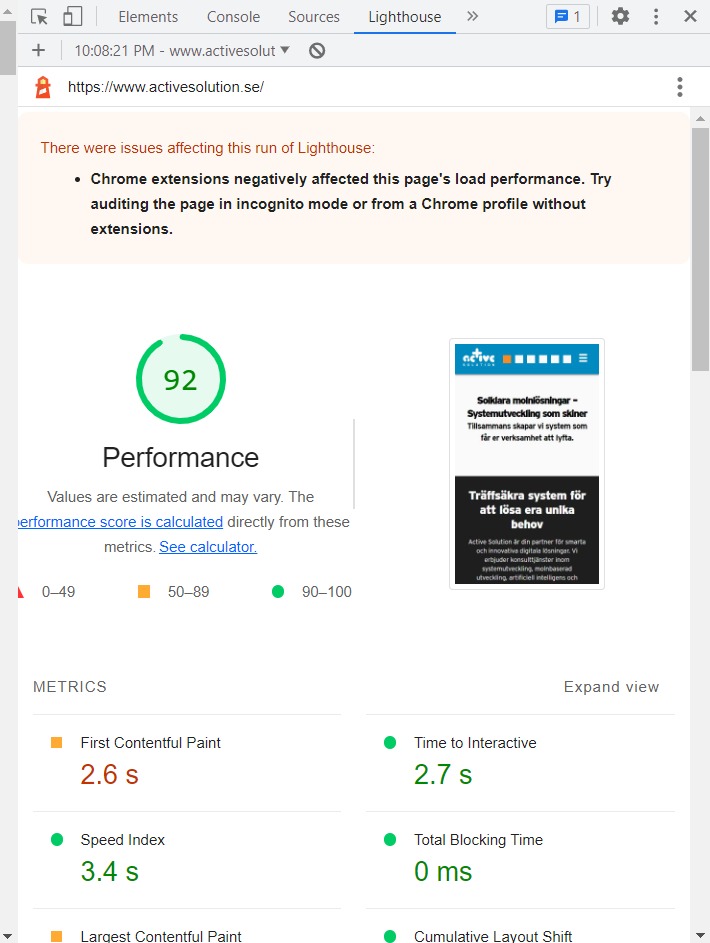 Elements Console Sources Lighthouse 1
10:08:21 PM - www.activesolut
https://www.activesolution.se/
There were issues affecting this run of Lighthouse:
Chrome extensions negatively affected this page's load performance. Try
auditing the page in incognito mode or from a Chrome profile without
extensions.
92
Performance
Values are estimated and may vary. The
performance score is calculated directly from these
metrics. See calculator.
0–49 50–89 90–100
active
SOLUTION
Solklara molnlösningar –
Systemutveckling som skiner
Tillsammans skapar vi system som
får er verksamhet att lyfta.
Träffsäkra system för
att lösa era unika
behov
Active Solution är din partner för smarta
och innovativa digitala lösningar. Vi
erbjuder konsulttjänster inom
systemutveckling, molnbaserad
utveckling, artificiell intelligens och
METRICS Expand view
First Contentful Paint
2.6 s
Time to Interactive
2.7 s
Speed Index
3.4 s
Total Blocking Time
0 ms
Largest Contentful Paint
Cumulative Layout Shift